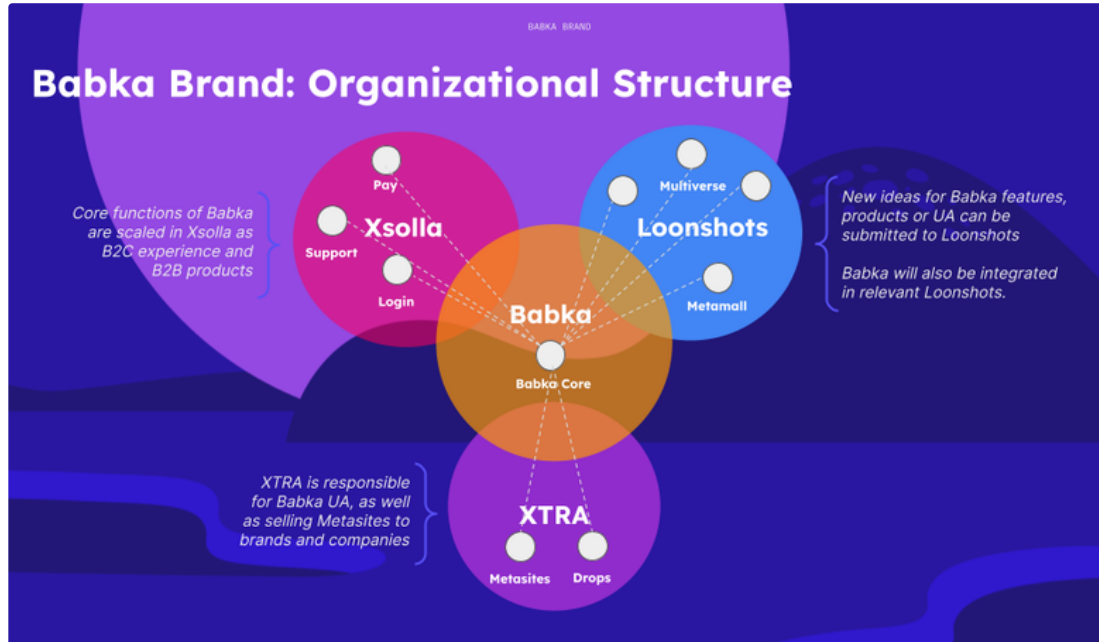 BABKA BRAND
Babka Brand: Organizational Structure
Pay
Xsolla
Support
Login
Core functions of Babka
are scaled in Xsolla as
B2C experience and
B2B products
Multiverse
Loonshots
Metamall
New ideas for Babka features,
products or UA can be
submitted to Loonshots
Babka will also be integrated
in relevant Loonshots.
Babka
Babka Core
XTRA is responsible
for Babka UA, as well
as selling Metasites to
brands and companies
XTRA
Metasites
Drops